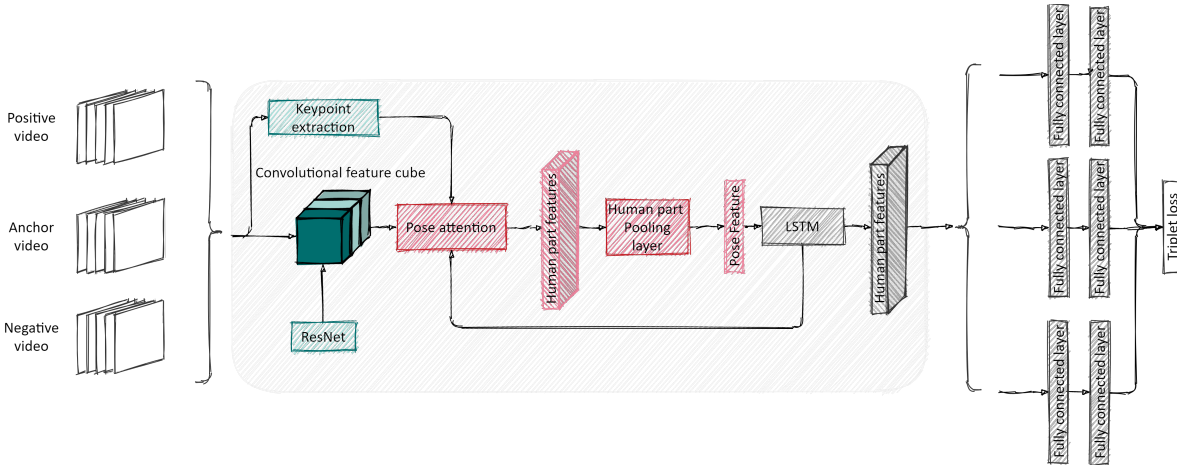 Positive
video
Anchor
video
Negative
video
Keypoint
extraction
Convolutional feature cube
ResNet
Pose attention
Human part features
Human part
Pooling
layer
Pose Feature
LSTM
Human part features
Fully connected layer
Fully connected layer
Fully connected layer
Fully connected layer
Fully connected layer
Fully connected layer
Triplet loss